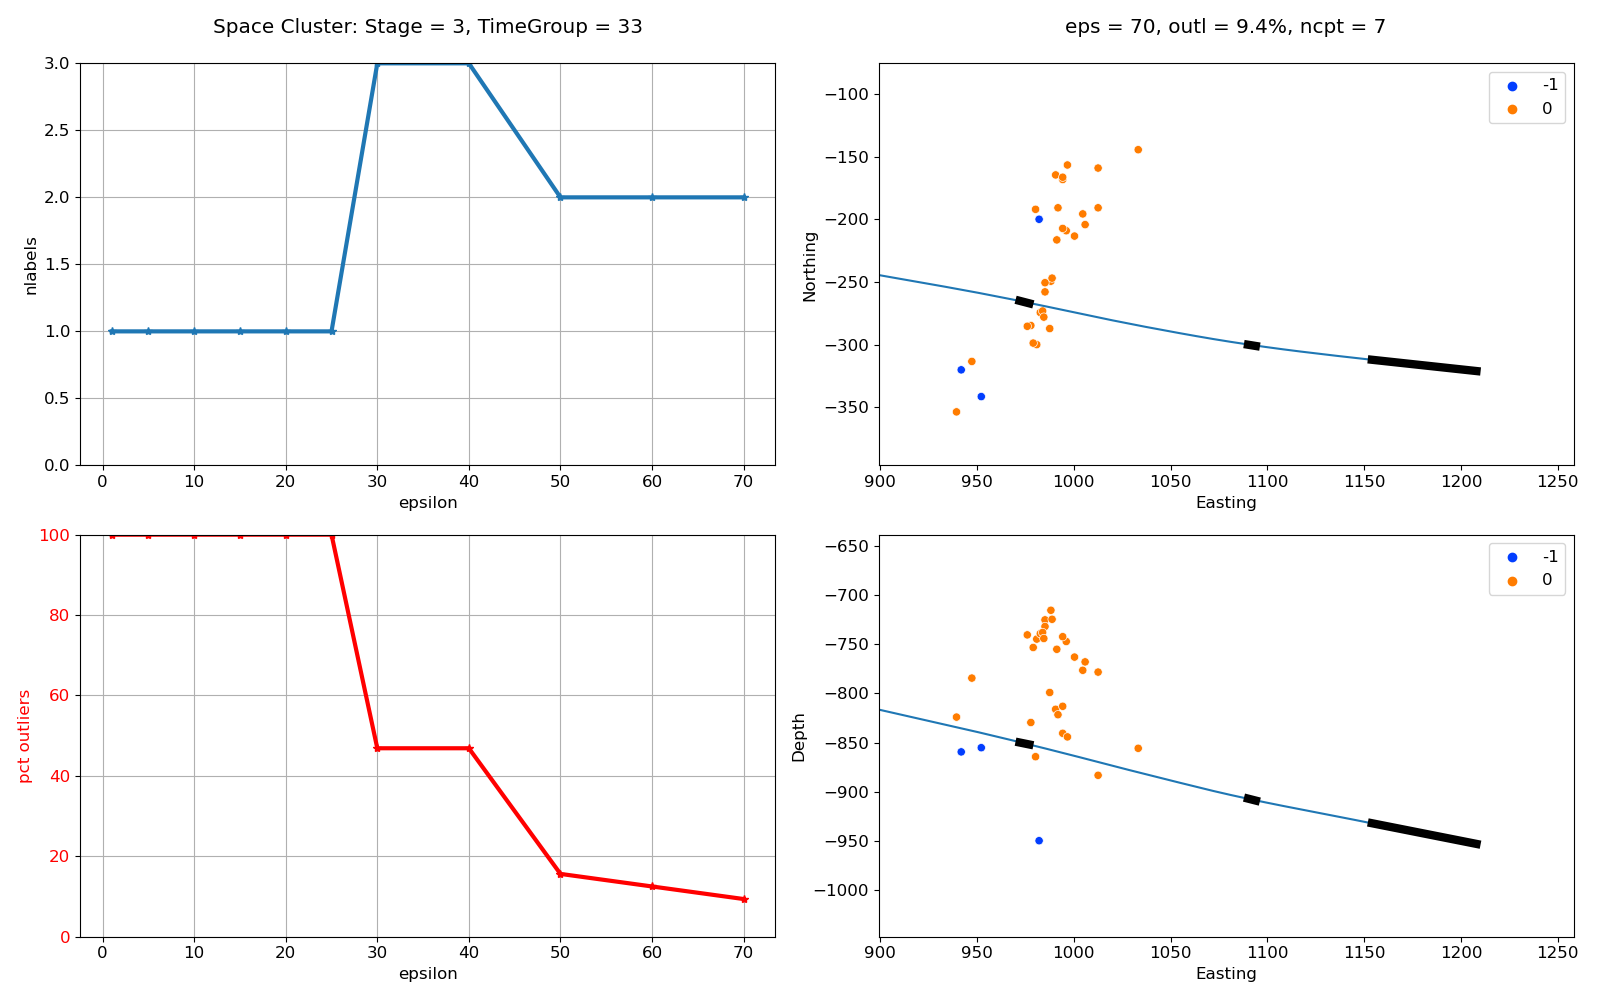 Space Cluster: Stage = 3, TimeGroup = 33
3.0
2.5
2.0
1.5
1.0
0.5
0.0
nlabels
0 10 20 30 40 50 60 70
epsilon
eps = 70, outl = 9.4%, ncpt = 7
-1
0
−100
−150
−200
−250
−300
−350
Northing
900 950 1000 1050 1100 1150 1200 1250
Easting
100
80
60
40
20
0
pct outliers
0 10 20 30 40 50 60 70
epsilon
-1
0
−650
−700
−750
−800
−850
−900
−950
−1000
Depth
900 950 1000 1050 1100 1150 1200 1250
Easting